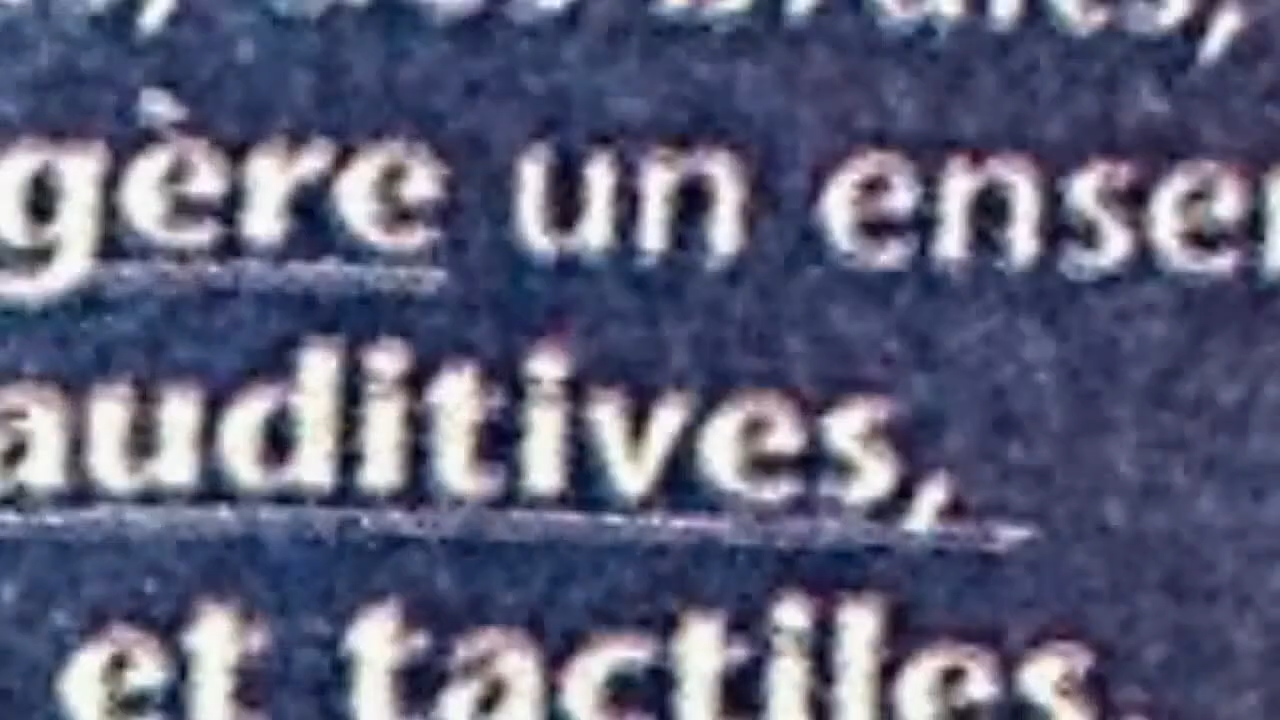 gère un ense
auditives,
et tactiles